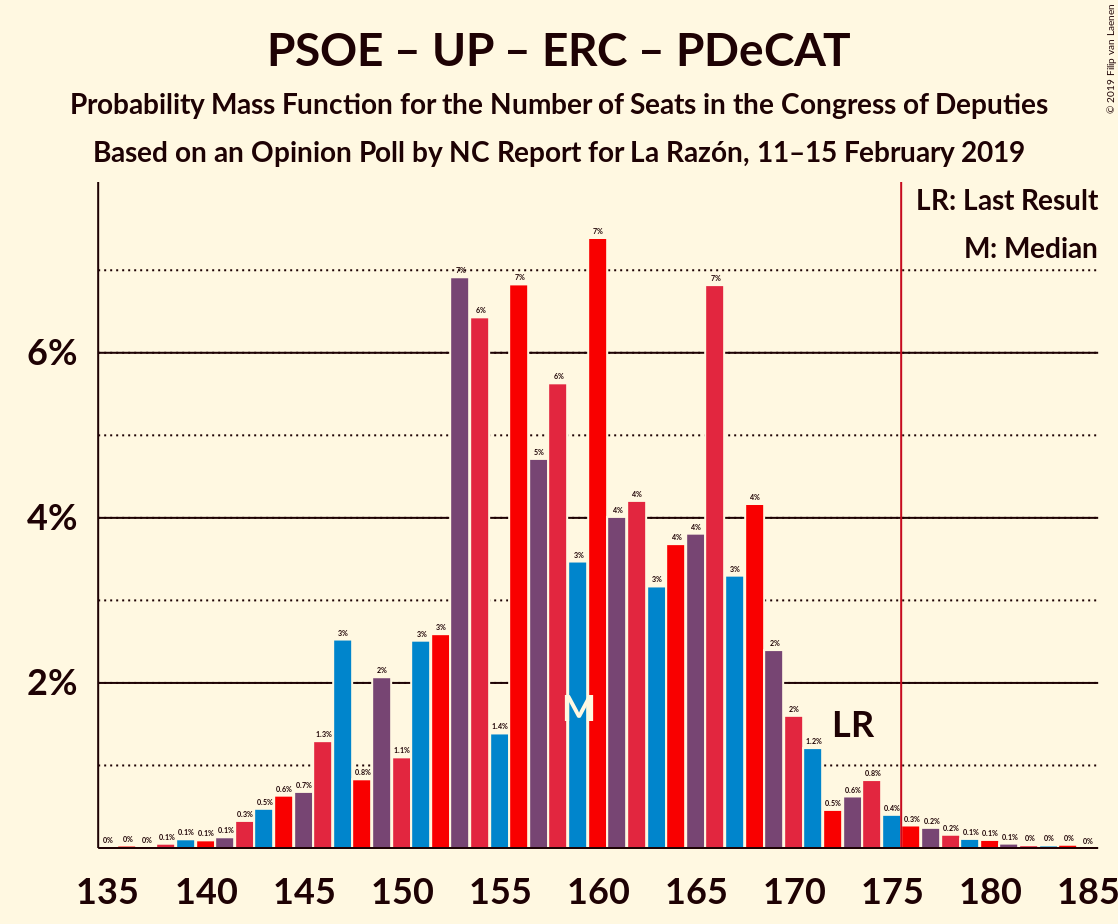 PSOE – UP – ERC – PDeCAT
Probability Mass Function for the Number of Seats in the Congress of Deputies
Based on an Opinion Poll by NC Report for La Razón, 11–15 February 2019
© 2019 Filip van Laenen
LR: Last Result
M: Median
6%
4%
2%
0% 0% 0% 0.1% 0.1% 0.1% 0.1% 0.3% 0.5% 0.6% 0.7% 1.3% 3% 0.8% 2% 1.1% 3% 3% 7% 6% 1.4% 7% 5% 6% 3% 7% 4% 4% 3% 4% 4% 7% 3% 4% 2% 2% 1.2% 0.5% 0.6% 0.8% 0.4% 0.3% 0.2% 0.2% 0.1% 0.1% 0.1% 0% 0% 0% 0%
M
LR
135 140 145 150 155 160 165 170 175 180 185